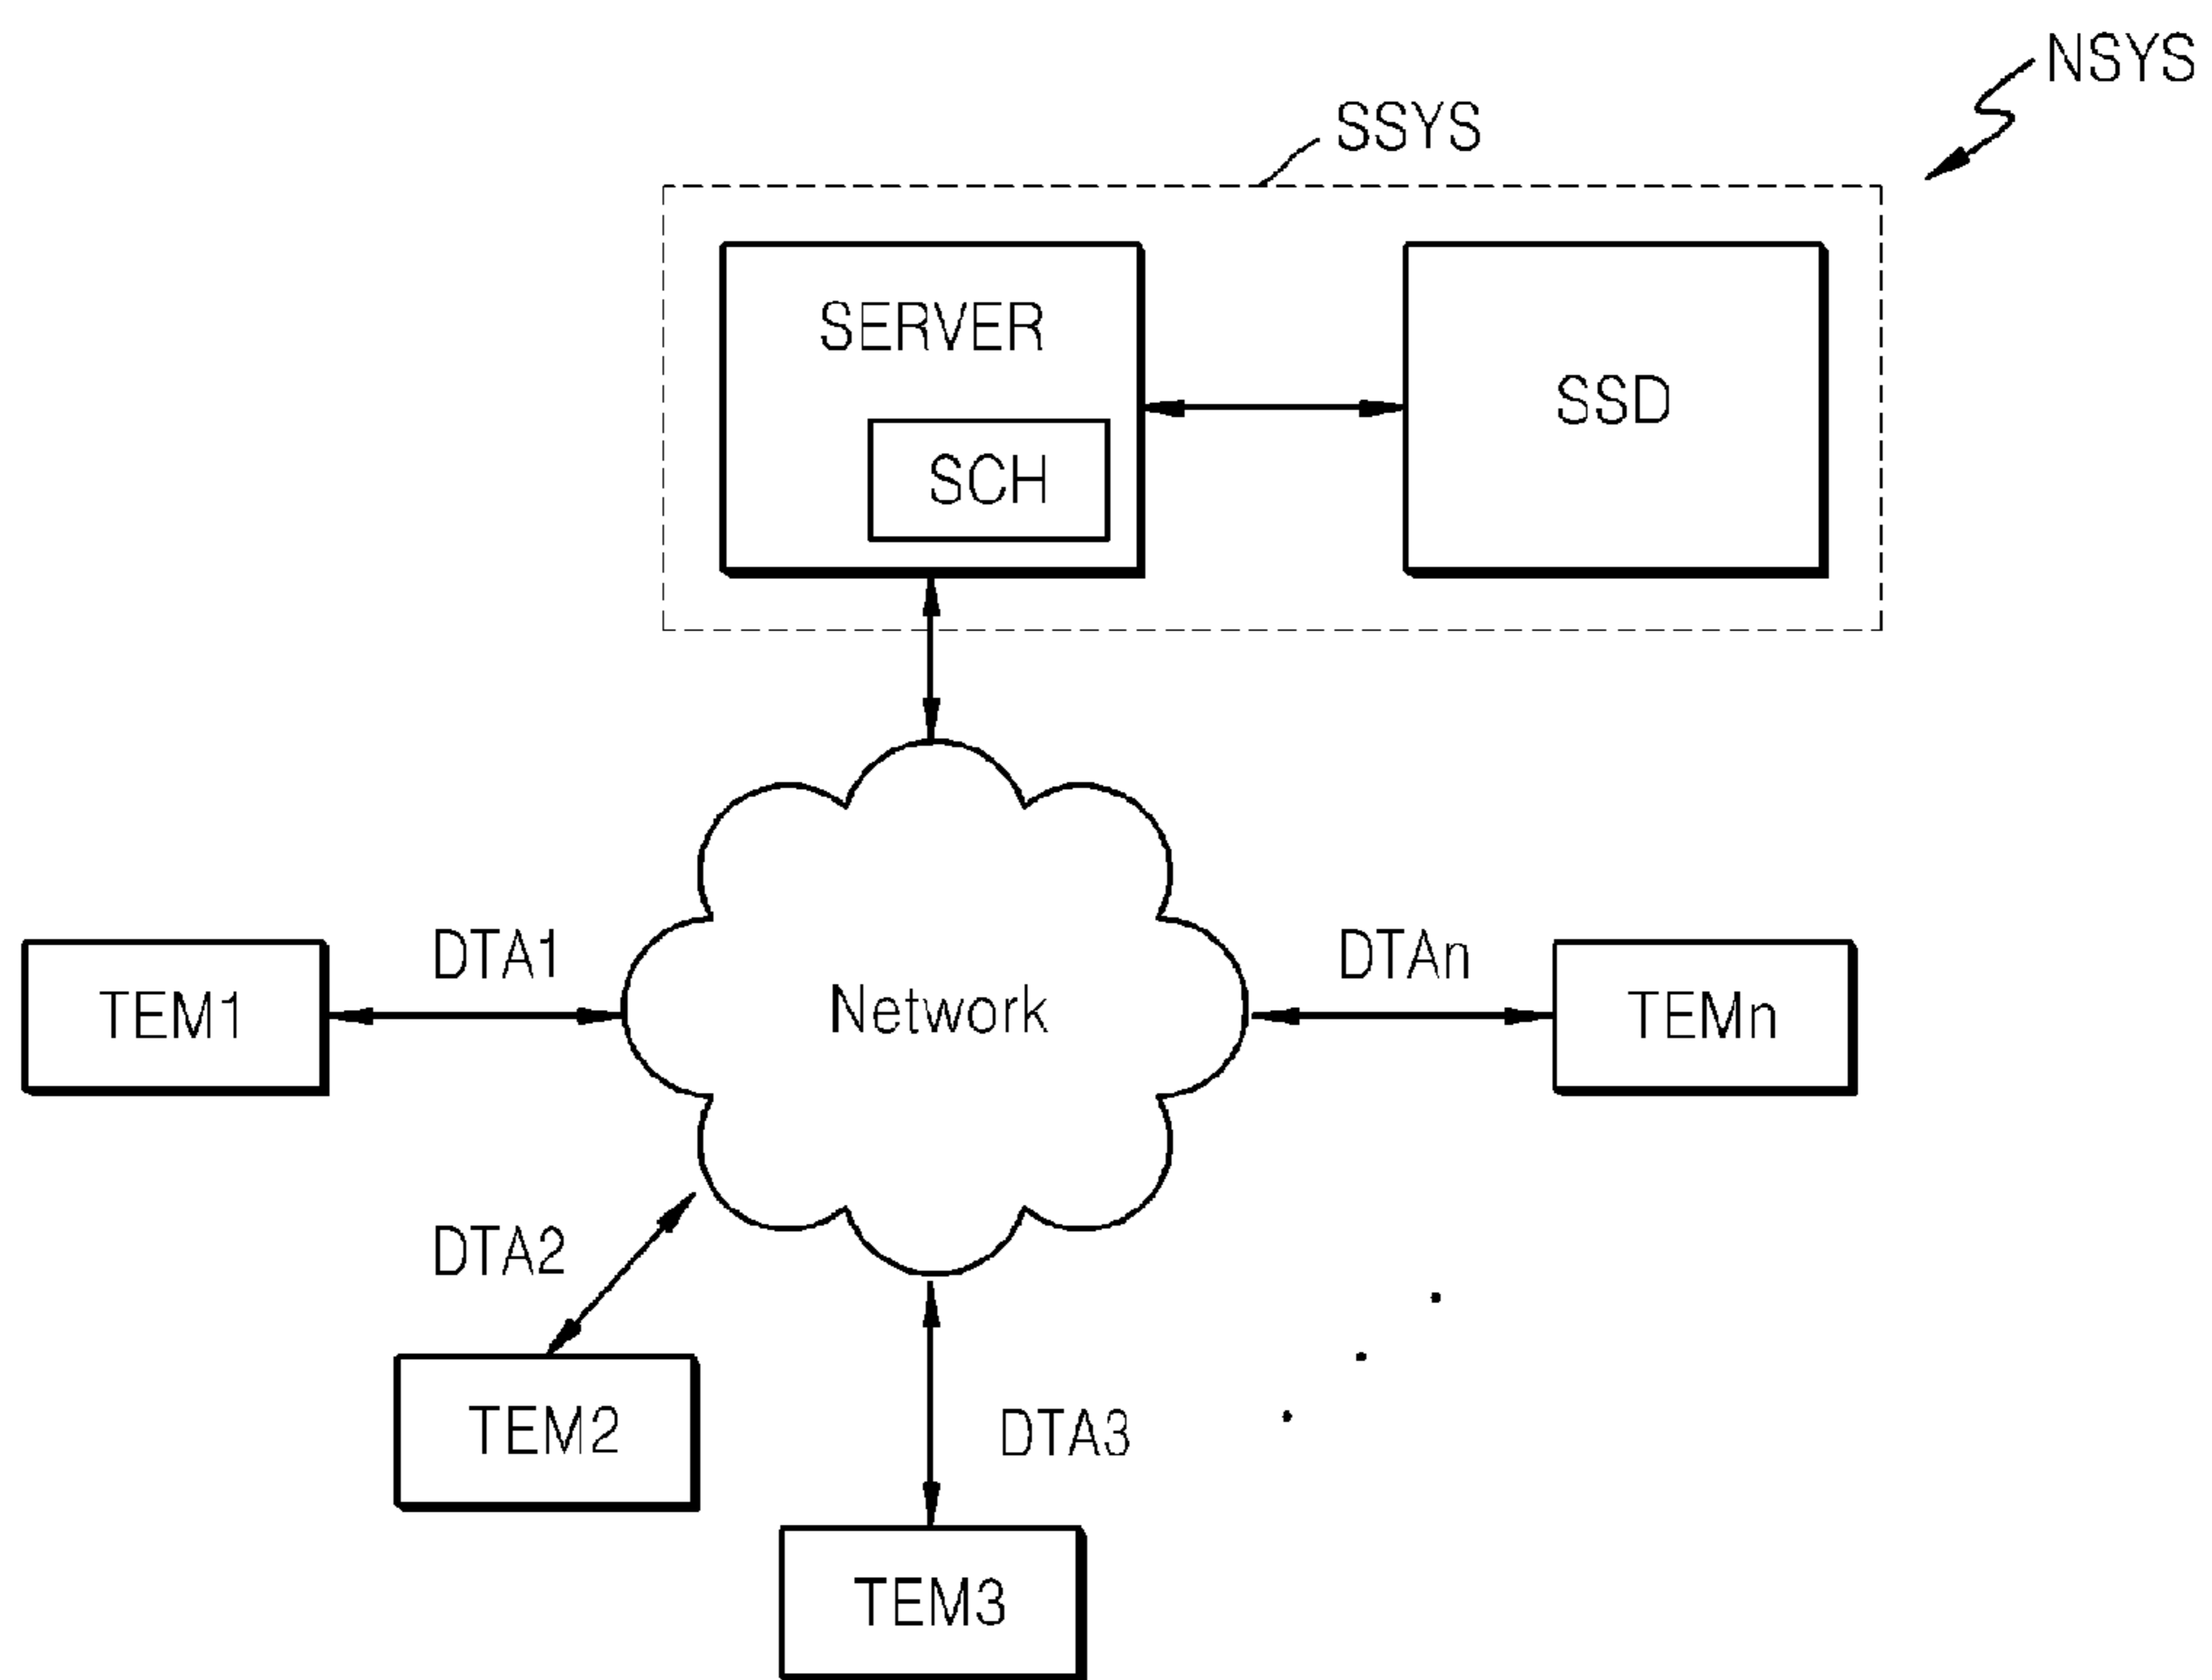 NSYS
SSYS
SERVER
SSD
SCH
DTA1
DTAn
TEM1
Network
TEMn
DTA2
TEM2
DTA3
TEM3